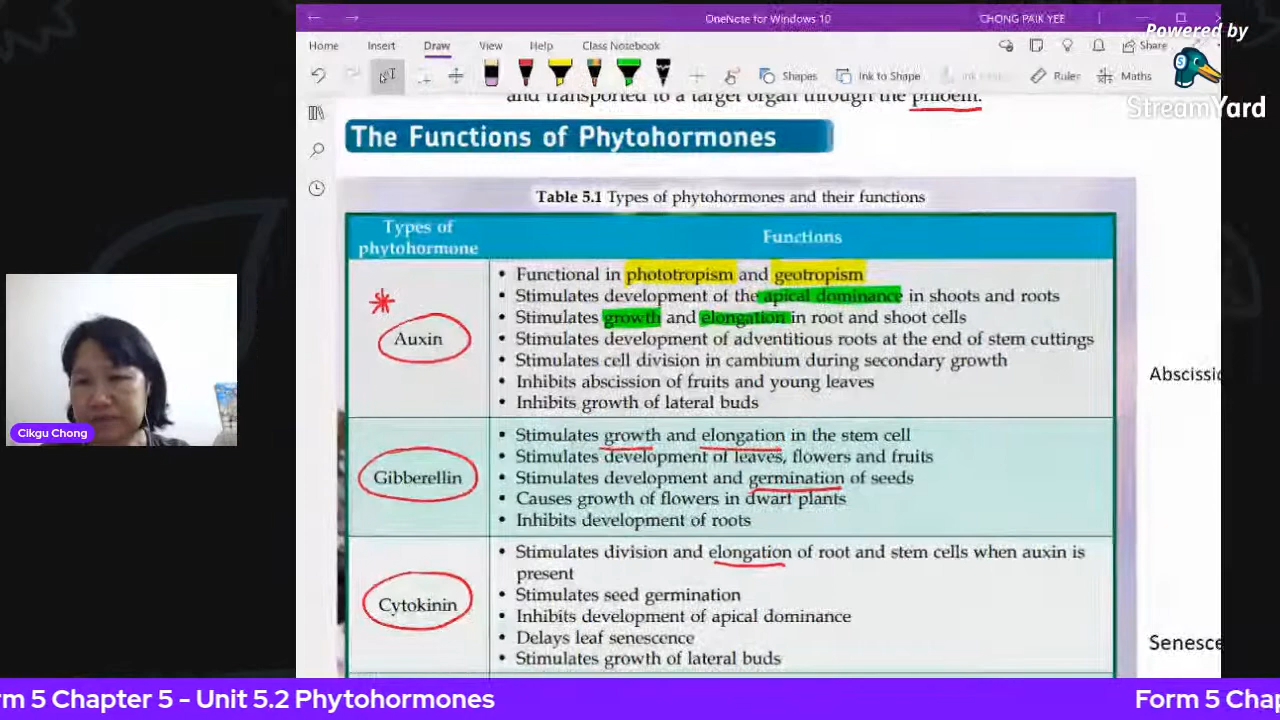 OneNote for Windows 10
CHONG PAIK YEE
Powered by
StreamYard
Home Insert Draw View Help Class Notebook Share
Shapes Ink to Shape Ruler Maths
and transported to a target organ through the phloem.
The Functions of Phytohormones
Table 5.1 Types of phytohormones and their functions
Types of
phytohormone
Functions
Auxin
• Functional in phototropism and geotropism
• Stimulates development of the apical dominance in shoots and roots
• Stimulates growth and elongation in root and shoot cells
• Stimulates development of adventitious roots at the end of stem cuttings
• Stimulates cell division in cambium during secondary growth
• Inhibits abscission of fruits and young leaves
• Inhibits growth of lateral buds
Abscissi
Gibberellin
• Stimulates growth and elongation in the stem cell
• Stimulates development of leaves, flowers and fruits
• Stimulates development and germination of seeds
• Causes growth of flowers in dwarf plants
• Inhibits development of roots
Cytokinin
• Stimulates division and elongation of root and stem cells when auxin is
present
• Stimulates seed germination
• Inhibits development of apical dominance
• Delays leaf senescence
• Stimulates growth of lateral buds
Senesce
Cikgu Chong
rm 5 Chapter 5 - Unit 5.2 Phytohormones
Form 5 Chap